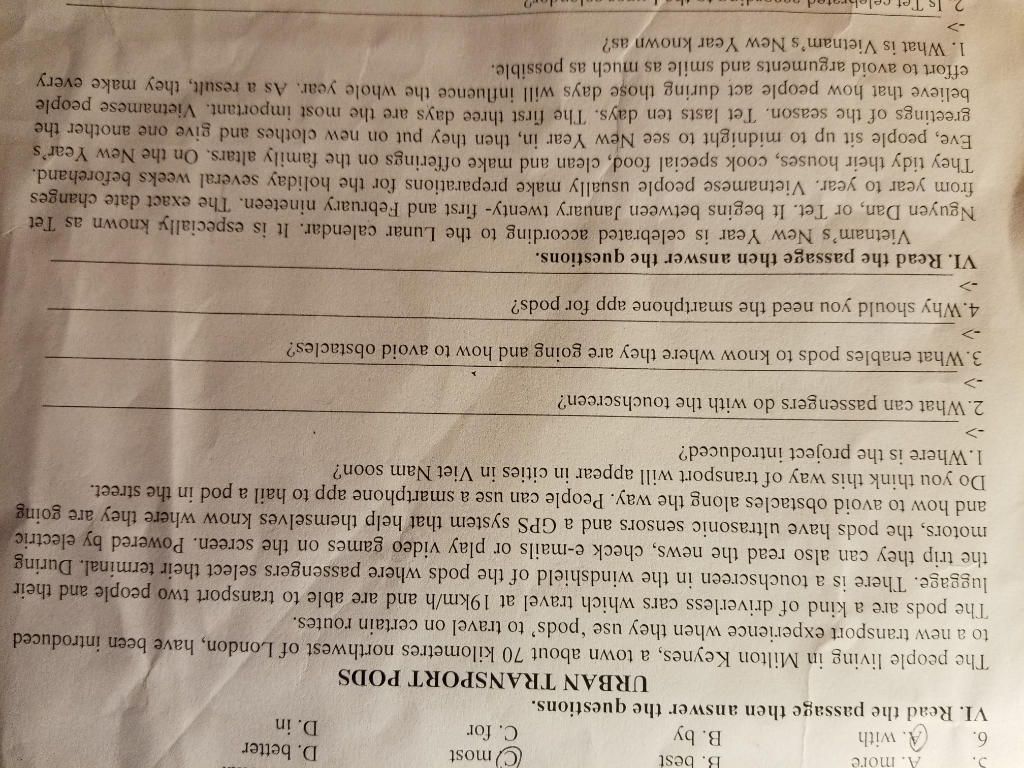 5. A. more B. best C. most D. better
6. A. with B. by C. for D. in
VI. Read the passage then answer the questions.
URBAN TRANSPORT PODS
The people living in Milton Keynes, a town about 70 kilometres northwest of London, have been introduced
to a new transport experience when they use 'pods' to travel on certain routes.
The pods are a kind of driverless cars which travel at 19km/h and are able to transport two people and their
luggage. There is a touchscreen in the windshield of the pods where passengers select their terminal. During
the trip they can also read the news, check e-mails or play video games on the screen. Powered by electric
motors, the pods have ultrasonic sensors and a GPS system that help themselves know where they are going
and how to avoid obstacles along the way. People can use a smartphone app to hail a pod in the street.
Do you think this way of transport will appear in cities in Viet Nam soon?
1.Where is the project introduced?
->
2.What can passengers do with the touchscreen?
->
3.What enables pods to know where they are going and how to avoid obstacles?
->
4.Why should you need the smartphone app for pods?
->
VI. Read the passage then answer the questions.
Vietnam's New Year is celebrated according to the Lunar calendar. It is especially known as Tet
Nguyen Dan, or Tet. It begins between January twenty- first and February nineteen. The exact date changes
from year to year. Vietnamese people usually make preparations for the holiday several weeks beforehand.
They tidy their houses, cook special food, clean and make offerings on the family altars. On the New Year's
Eve, people sit up to midnight to see New Year in, then they put on new clothes and give one another the
greetings of the season. Tet lasts ten days. The first three days are the most important. Vietnamese people
believe that how people act during those days will influence the whole year. As a result, they make every
effort to avoid arguments and smile as much as possible.
1. What is Vietnam's New Year known as?
->
2. Is Tet celebrated according to the Lunar calendar?